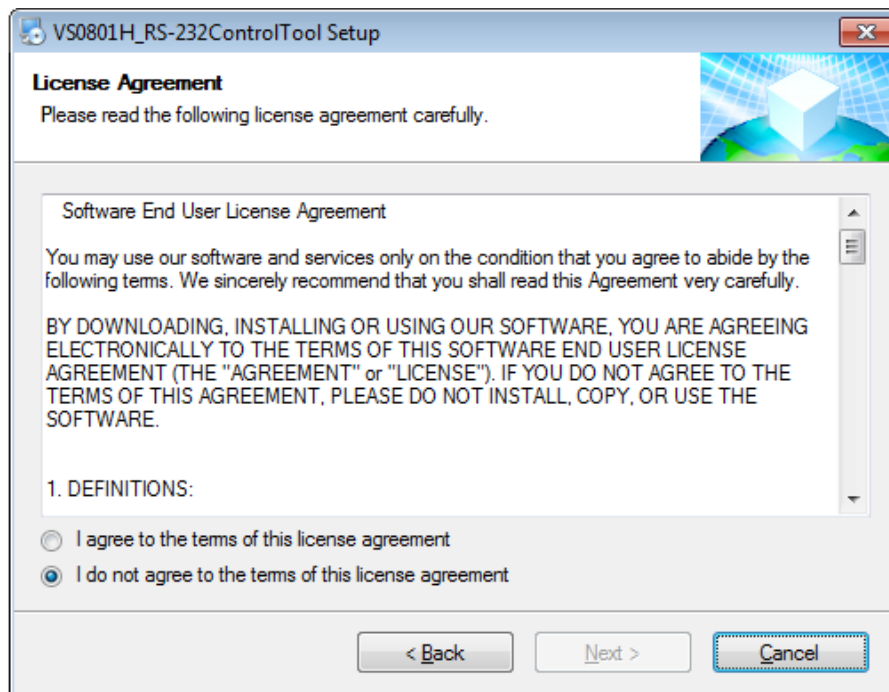 VS0801H_RS-232ControlTool Setup
License Agreement
Please read the following license agreement carefully.
Software End User License Agreement
You may use our software and services only on the condition that you agree to abide by the
following terms. We sincerely recommend that you shall read this Agreement very carefully.
BY DOWNLOADING, INSTALLING OR USING OUR SOFTWARE, YOU ARE AGREEING
ELECTRONICALLY TO THE TERMS OF THIS SOFTWARE END USER LICENSE
AGREEMENT (THE "AGREEMENT" or "LICENSE"). IF YOU DO NOT AGREE TO THE
TERMS OF THIS AGREEMENT, PLEASE DO NOT INSTALL, COPY, OR USE THE
SOFTWARE.
1. DEFINITIONS:
I agree to the terms of this license agreement
I do not agree to the terms of this license agreement
< Back
Next >
Cancel